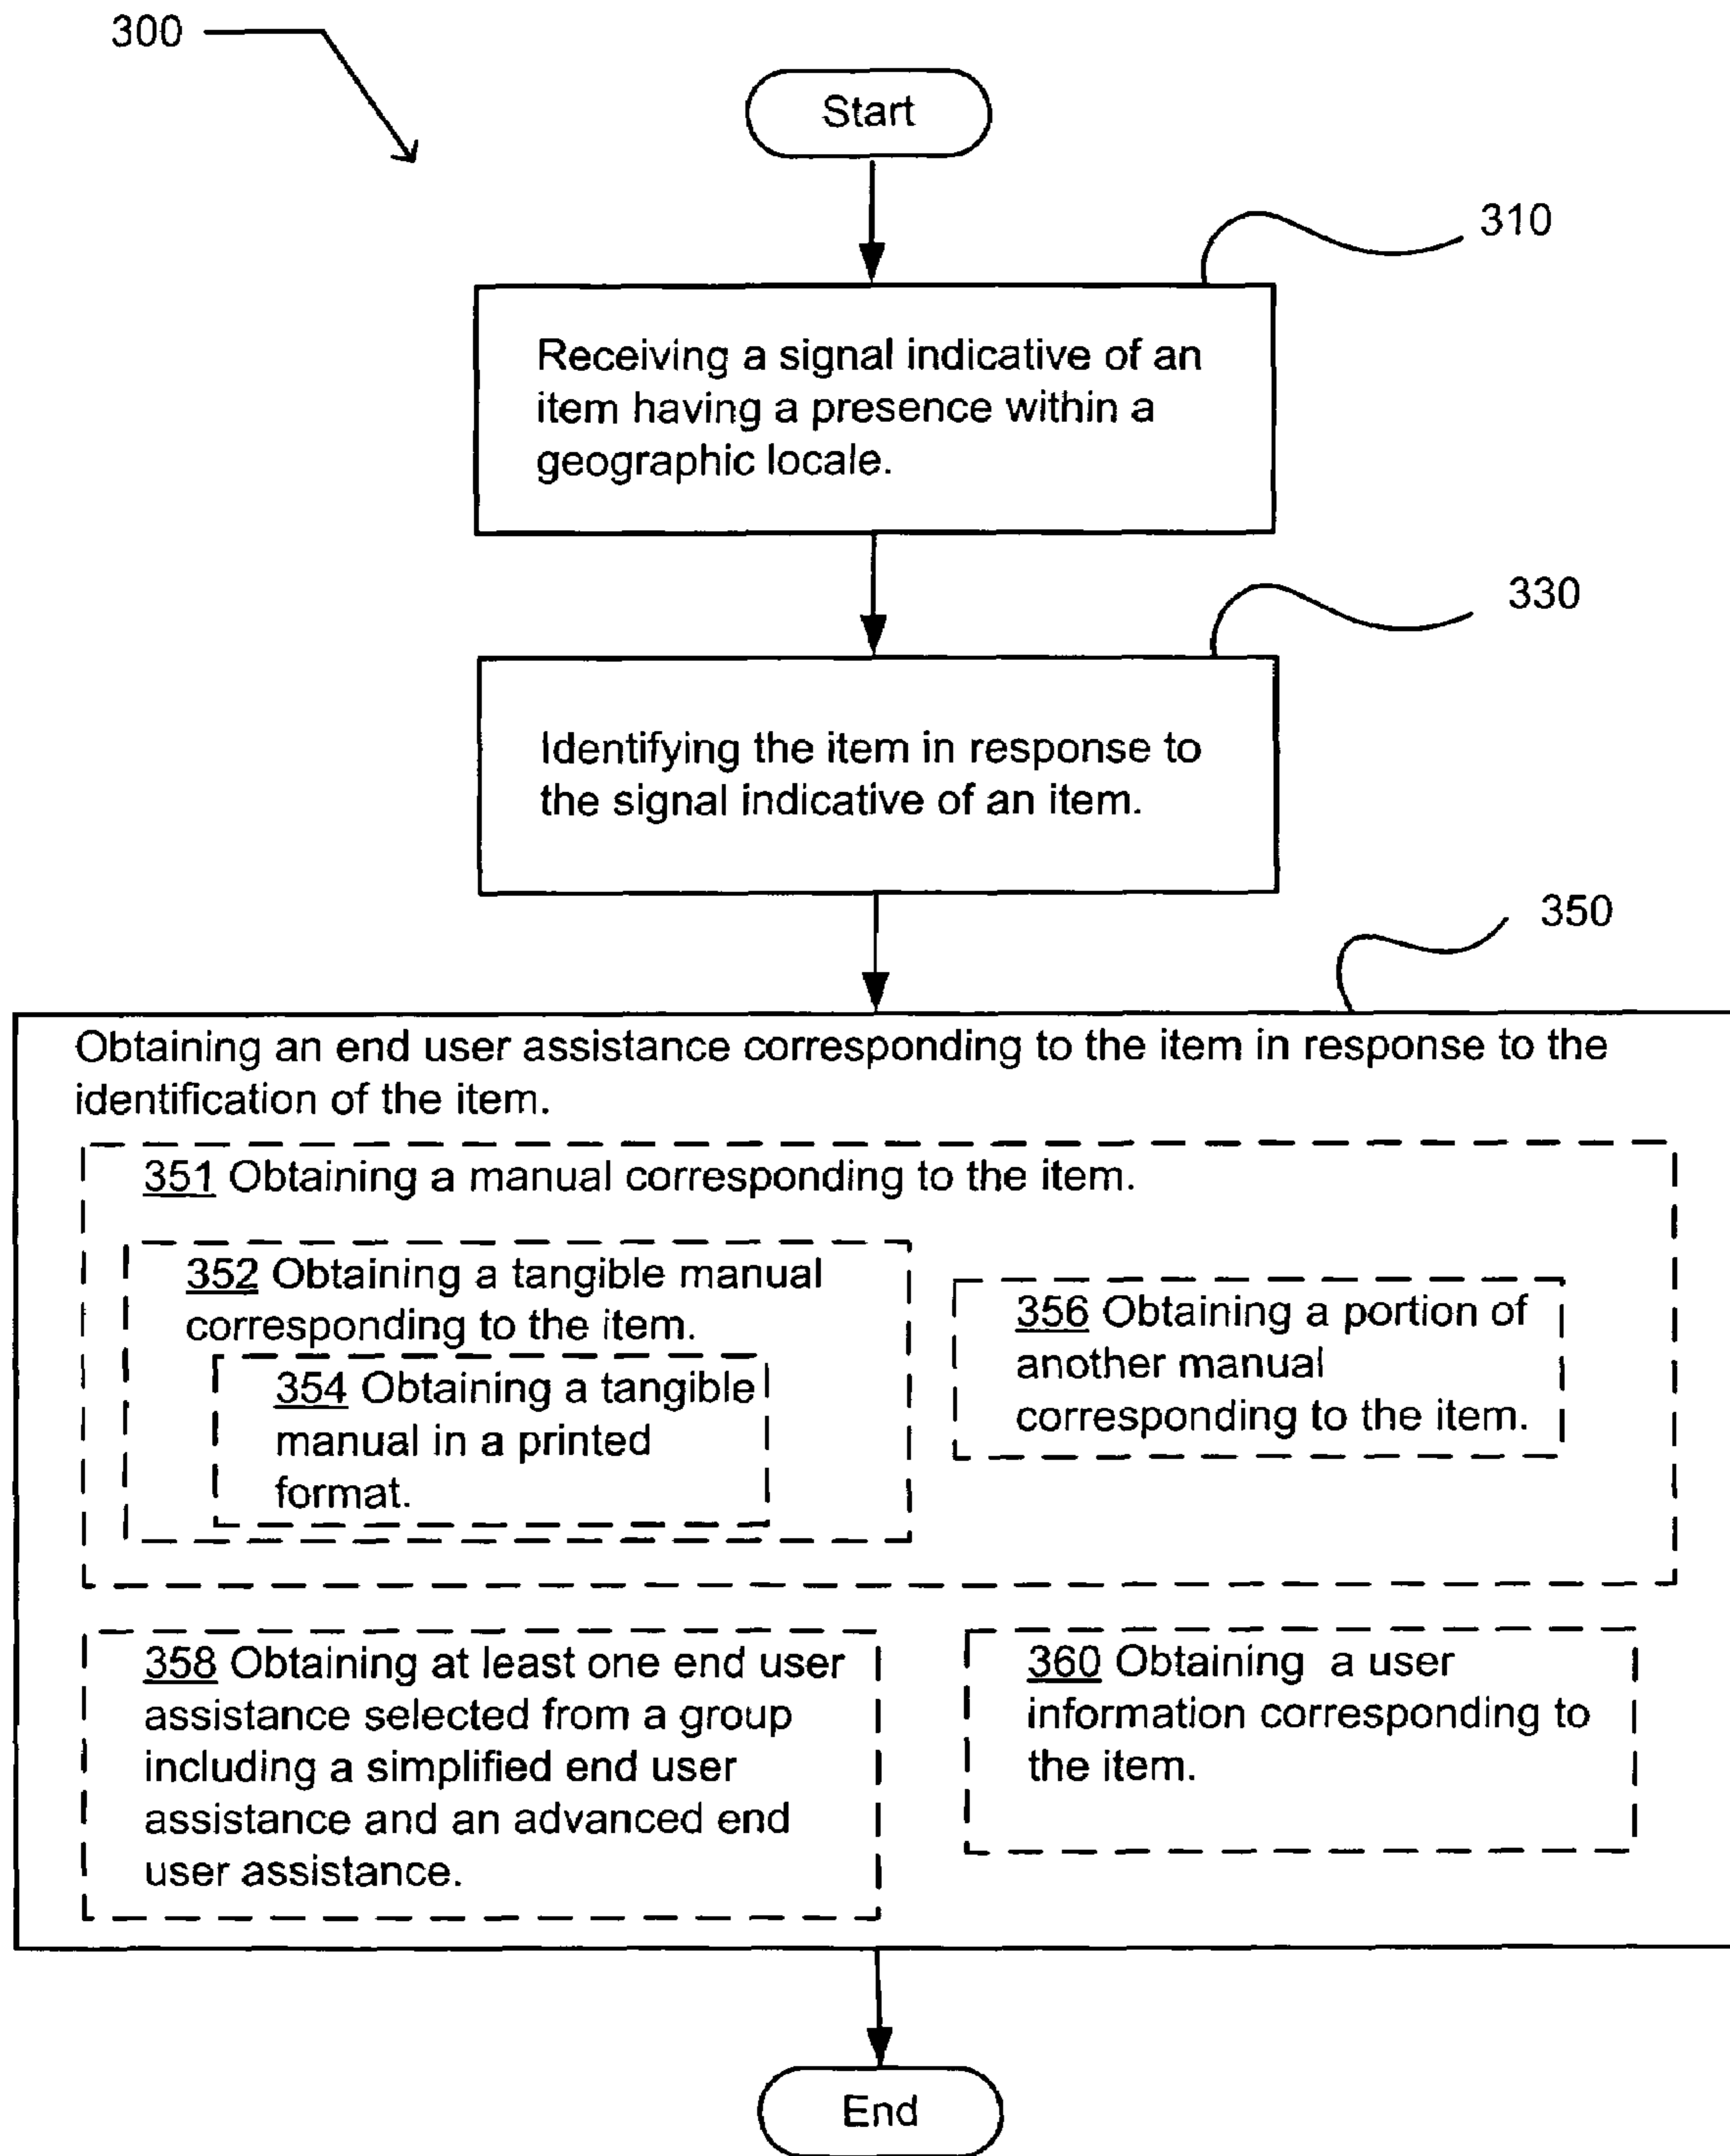 300
Start
310
Receiving a signal indicative of an
item having a presence within a
geographic locale.
330
Identifying the item in response to
the signal indicative of an item.
350
Obtaining an end user assistance corresponding to the item in response to the
identification of the item.
351 Obtaining a manual corresponding to the item.
352 Obtaining a tangible manual
corresponding to the item.
354 Obtaining a tangible
manual in a printed
format.
356 Obtaining a portion of
another manual
corresponding to the item.
358 Obtaining at least one end user
assistance selected from a group
including a simplified end user
assistance and an advanced end
user assistance.
360 Obtaining a user
information corresponding to
the item.
End